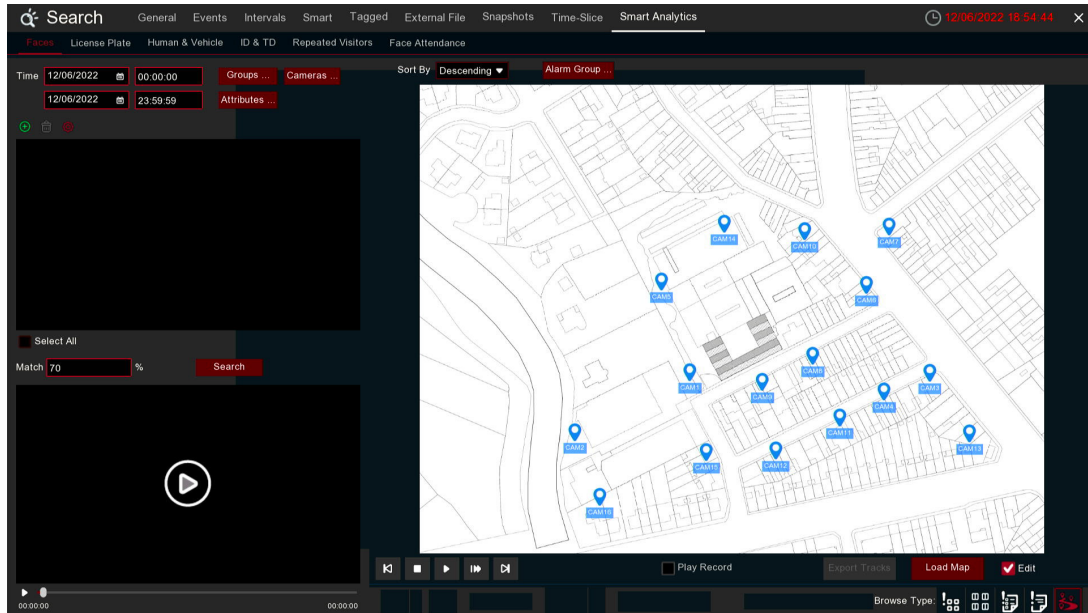 Search General Events Intervals Smart Tagged External File Snapshots Time-Slice Smart Analytics 12/06/2022 18:54:44
Faces License Plate Human & Vehicle ID & TD Repeated Visitors Face Attendance
Time 12/06/2022 00:00:00 Groups ... Cameras ... Sort By Descending Alarm Group ...
12/06/2022 23:59:59 Attributes ...
CAM14
CAM10
CAM7
CAM5
CAM6
Select All
Match 70 % Search
CAM8
CAM1
CAM9
CAM3
CAM4
CAM11
CAM2
CAM13
CAM15
CAM12
CAM16
Play Record Export Tracks Load Map Edit
00:00:00 00:00:00
Browse Type: